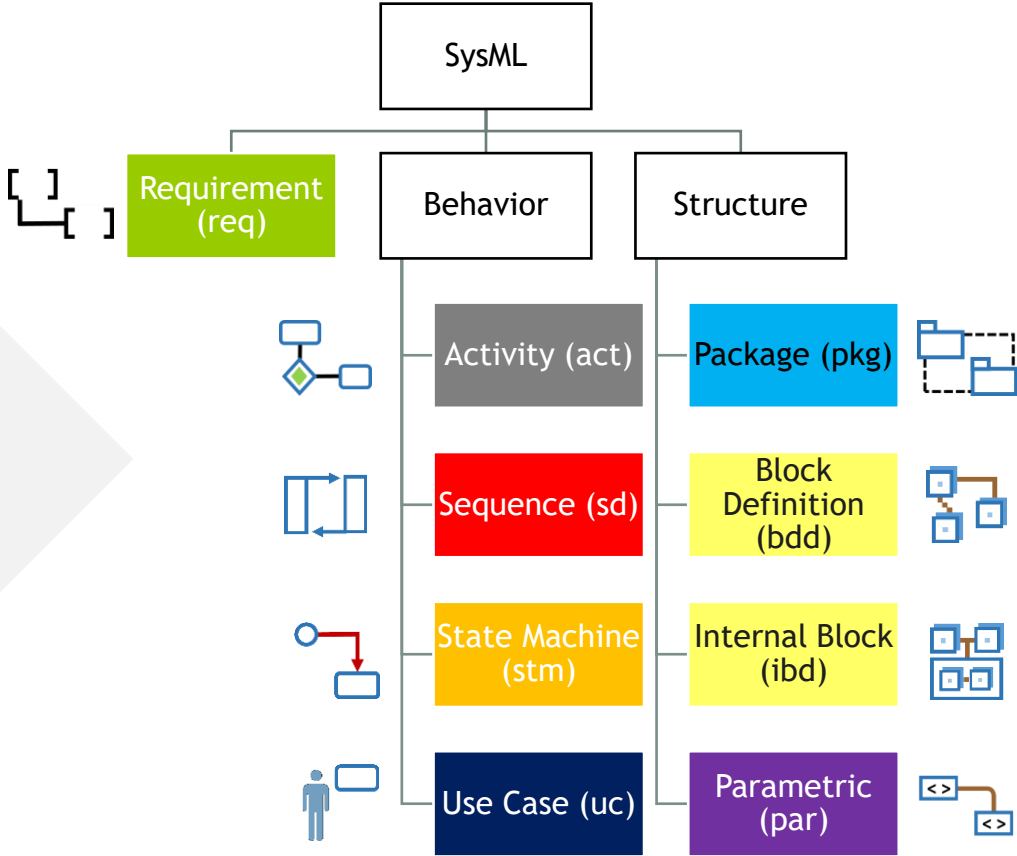 SysML
Requirement
(req)
Behavior
Structure
Activity (act)
Package (pkg)
Sequence (sd)
Block
Definition
(bdd)
State Machine
(stm)
Internal Block
(ibd)
Use Case (uc)
Parametric
(par)
< >
< >